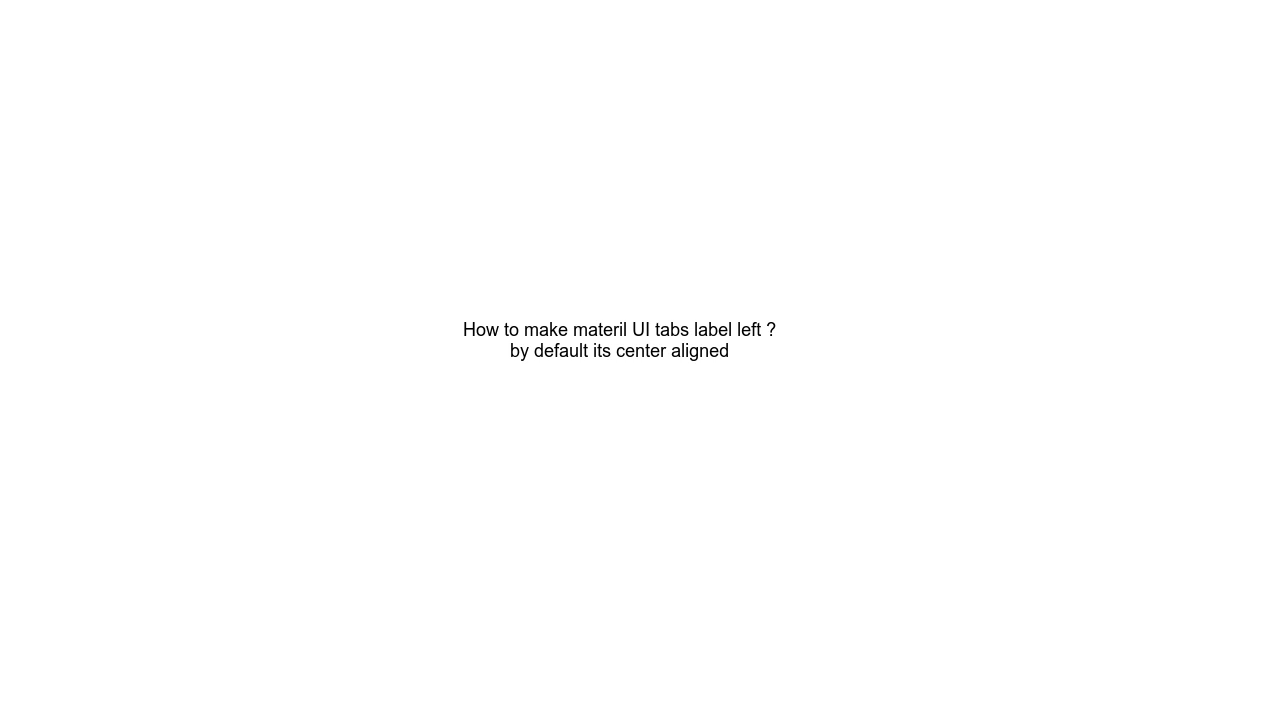 How to make materil UI tabs label left ?
by default its center aligned